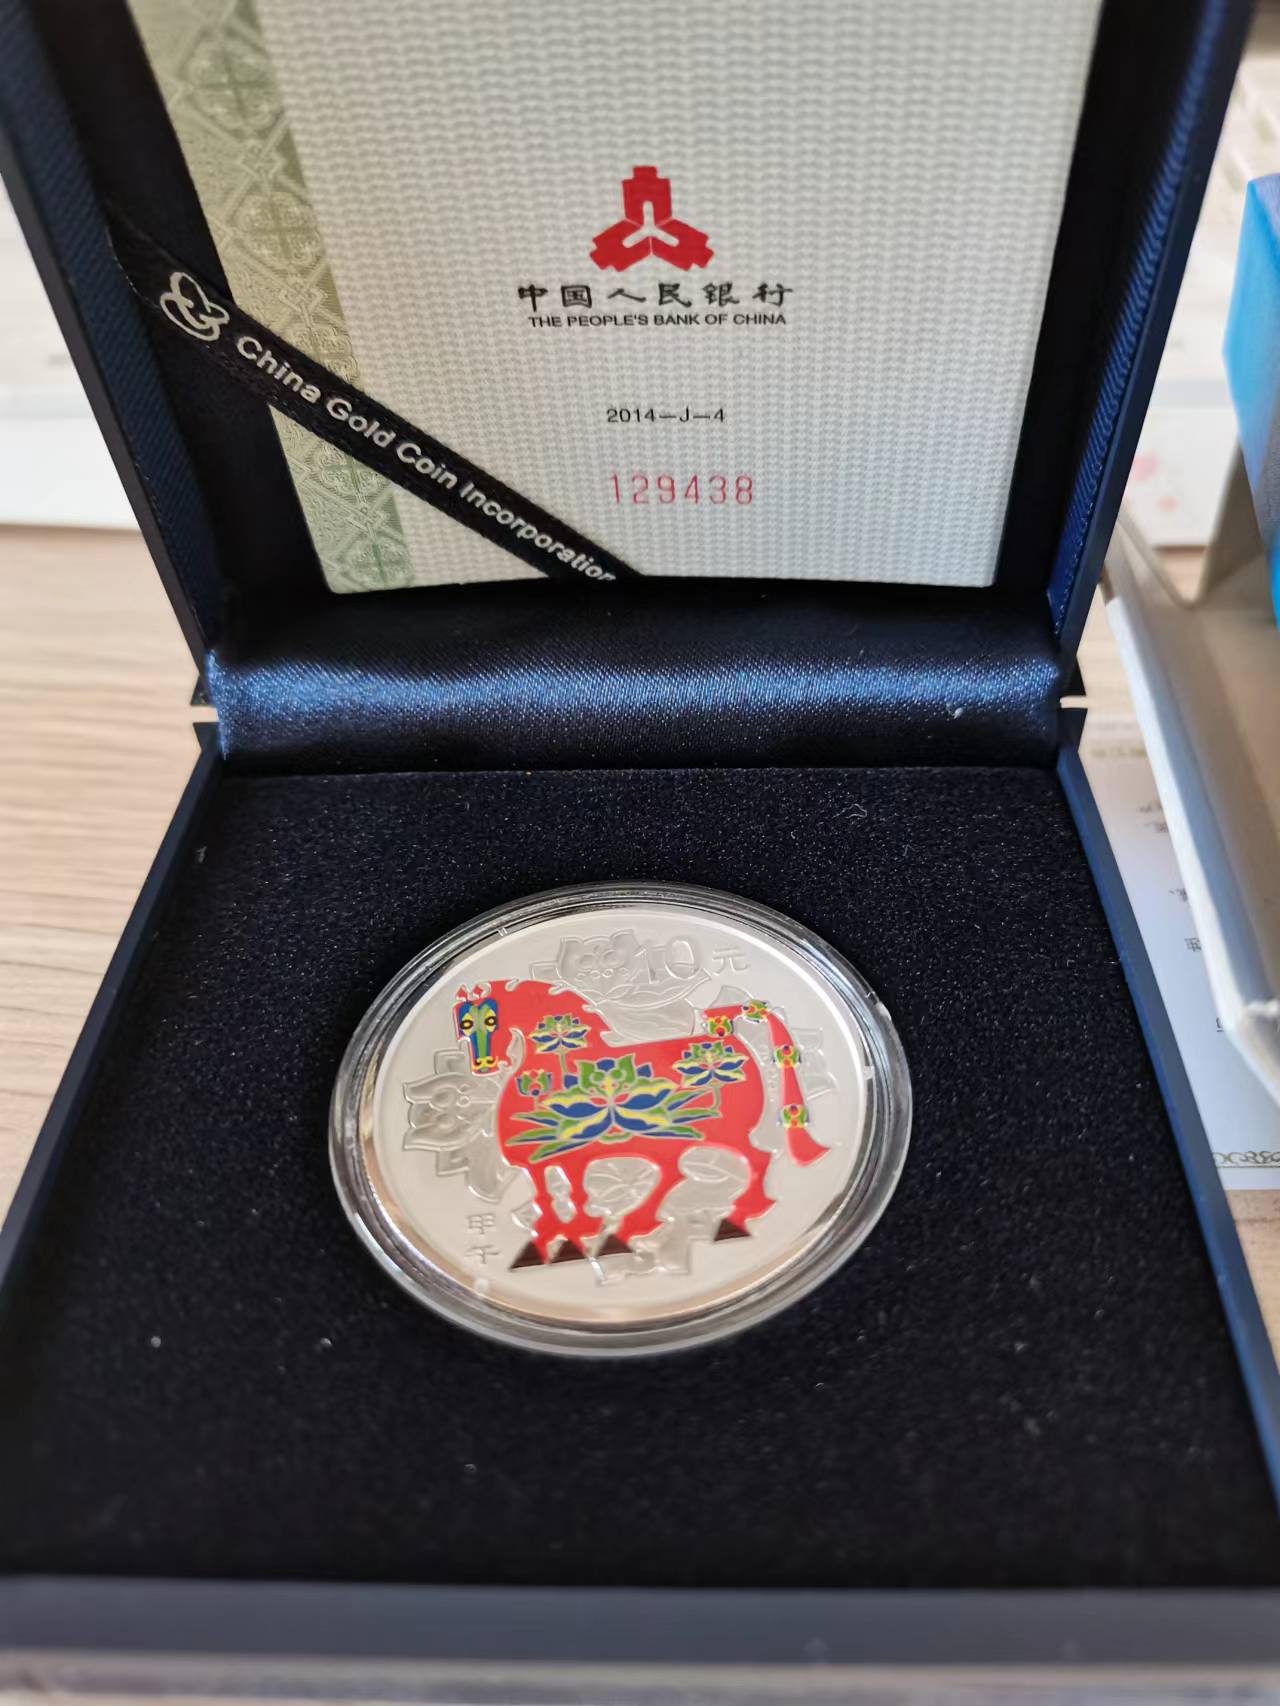 中国人民银行
THE PEOPLE'S BANK OF CHINA
2014-J-4
129438
China Gold Coin Incorporation
10元
甲午